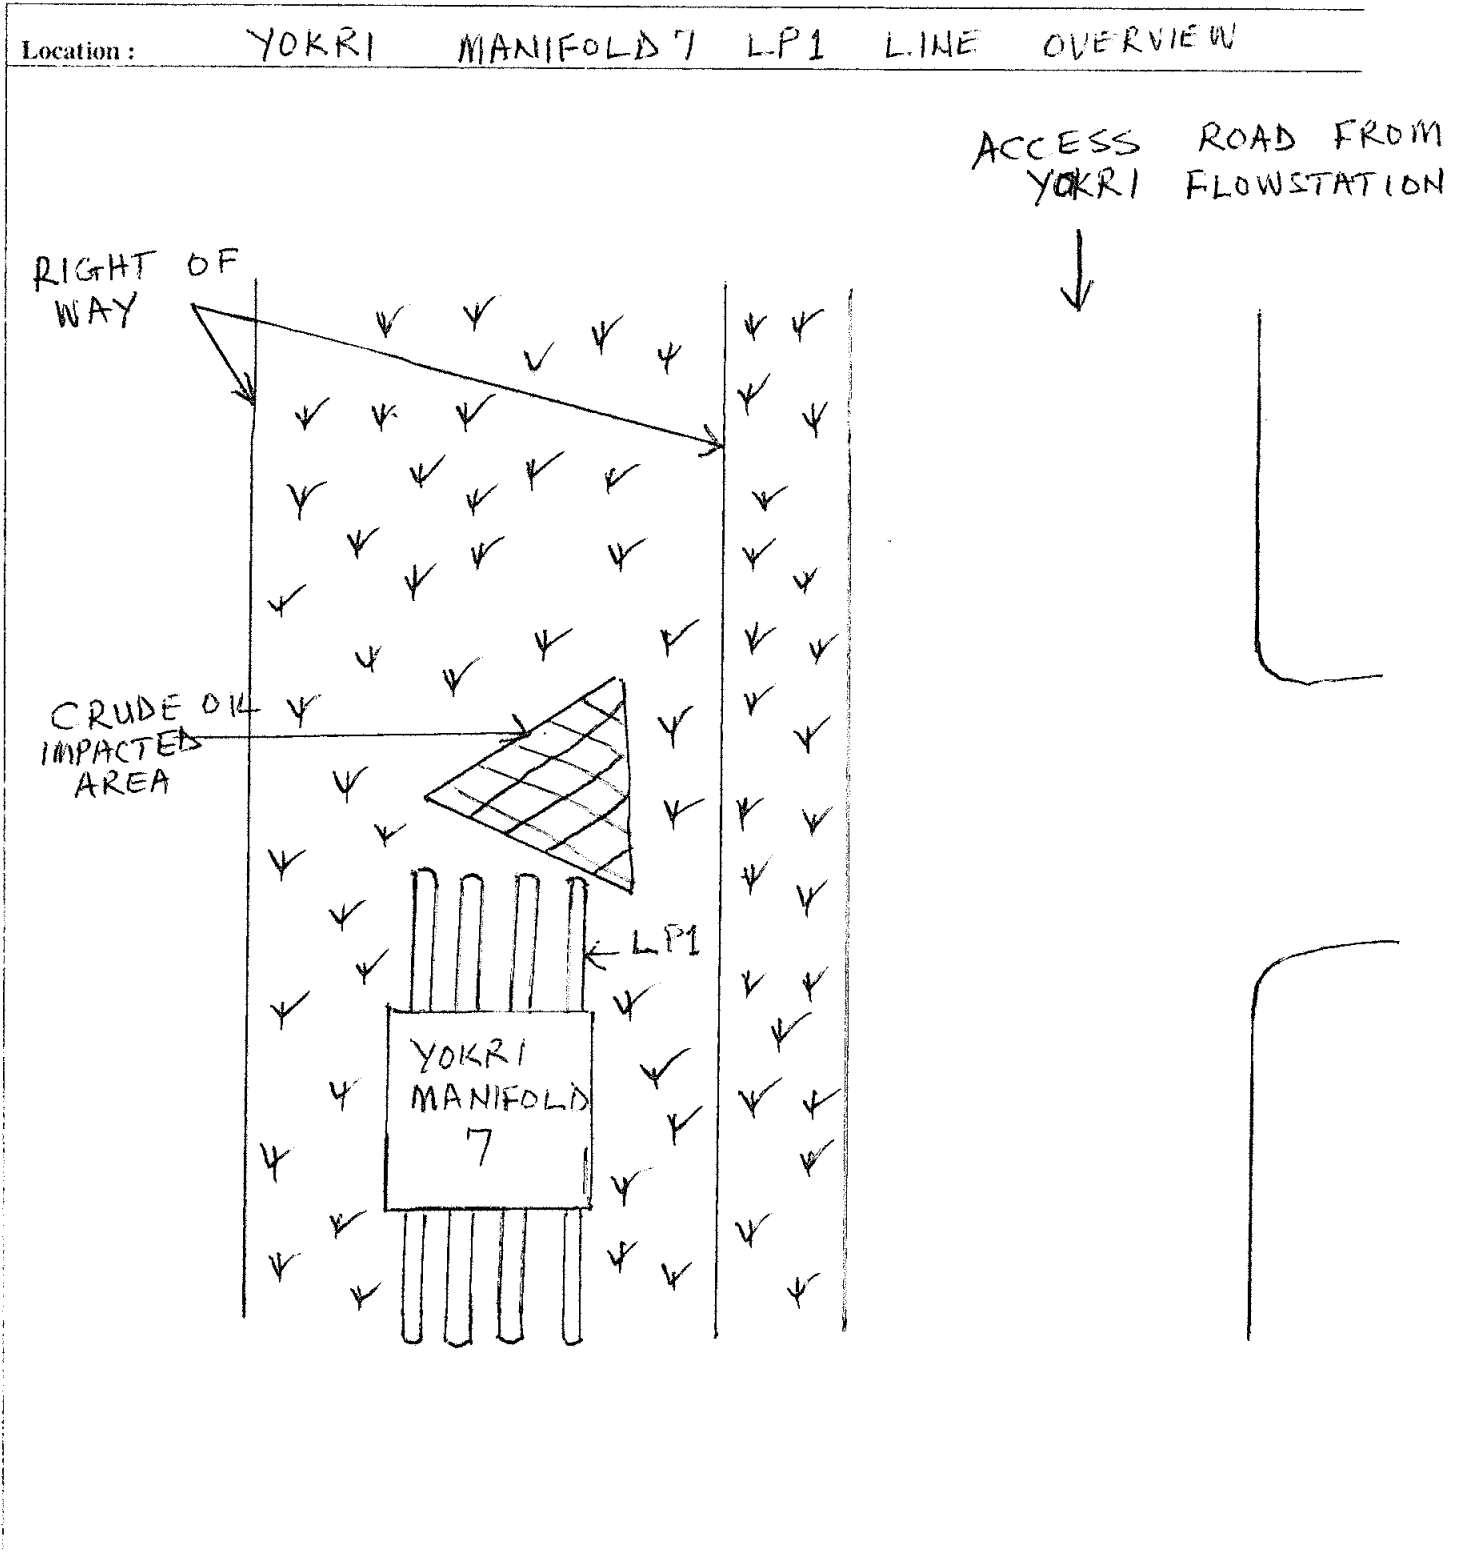 Location : YOKRI MANIFOLD 7 LP1 LINE OVERVIEW
ACCESS ROAD FROM
YOKRI FLOWSTATION
RIGHT OF
WAY
CRUDE OIL
IMPACTED
AREA
LP1
YOKRI
MANIFOLD
7